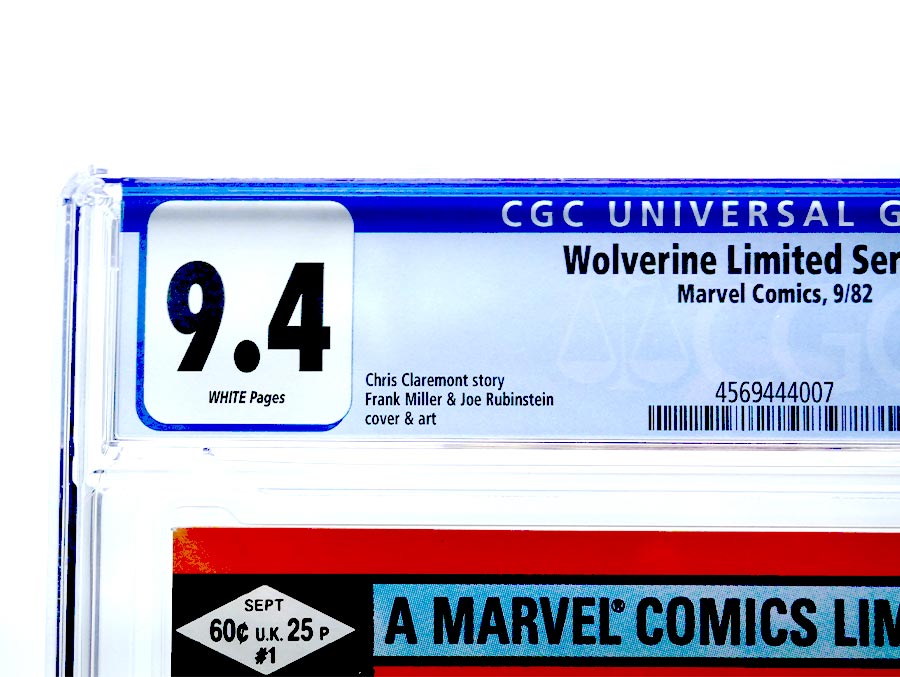 CGC UNIVERSAL G
Wolverine Limited Ser
Marvel Comics, 9/82
9.4
WHITE Pages
Chris Claremont story
Frank Miller & Joe Rubinstein
cover & art
CGC
4569444007
SEPT
60¢ U.K. 25 P
#1
A MARVEL® COMICS LIM